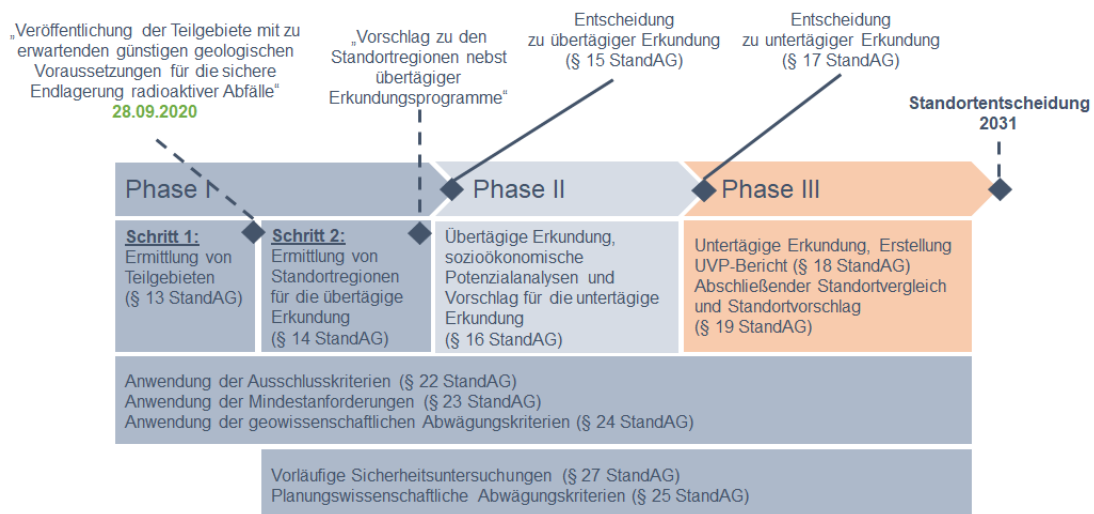 „Veröffentlichung der Teilgebiete mit zu
erwartenden günstigen geologischen
Voraussetzungen für die sichere
Endlagerung radioaktiver Abfälle“
28.09.2020
„Vorschlag zu den
Standortregionen nebst
übertägiger
Erkundungsprogramme“
Entscheidung
zu übertägiger Erkundung
(§ 15 StandAG)
Entscheidung
zu untertägiger Erkundung
(§ 17 StandAG)
Standortentscheidung
2031
Phase I
Phase II
Phase III
Schritt 1:
Ermittlung von
Teilgebieten
(§ 13 StandAG)
Schritt 2:
Ermittlung von
Standortregionen
für die übertägige
Erkundung
(§ 14 StandAG)
Übertägige Erkundung,
sozioökonomische
Potenzialanalysen und
Vorschlag für die untertägige
Erkundung
(§ 16 StandAG)
Untertägige Erkundung, Erstellung
UVP-Bericht (§ 18 StandAG)
Abschließender Standortvergleich
und Standortvorschlag
(§ 19 StandAG)
Anwendung der Ausschlusskriterien (§ 22 StandAG)
Anwendung der Mindestanforderungen (§ 23 StandAG)
Anwendung der geowissenschaftlichen Abwägungskriterien (§ 24 StandAG)
Vorläufige Sicherheitsuntersuchungen (§ 27 StandAG)
Planungswissenschaftliche Abwägungskriterien (§ 25 StandAG)